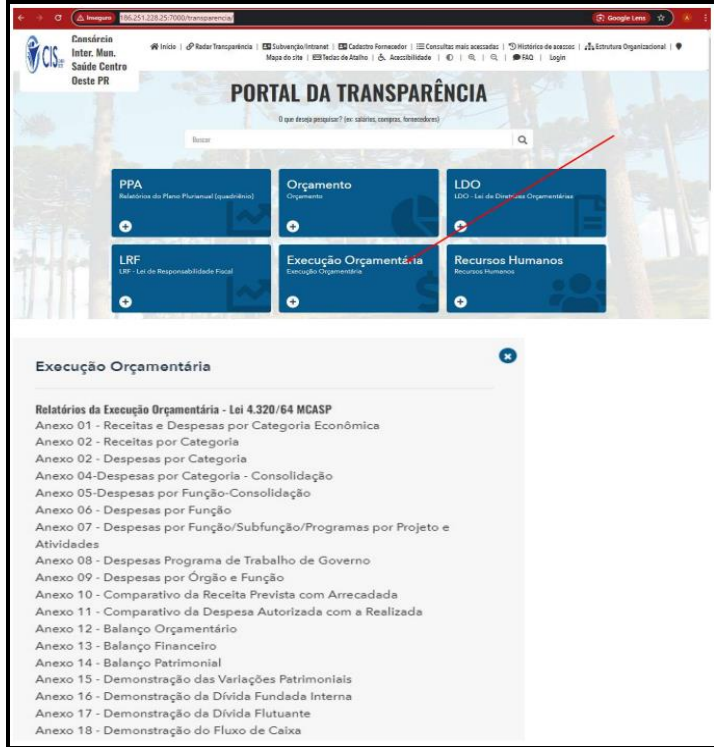 Inseguro 186.251.228.25:7000/transparencia/ Google Lens
CIS
Consórcio
Inter. Mun.
Saúde Centro
Oeste PR
Início | Radar Transparência | Subvenção/Intranet | Cadastro Fornecedor | Consultas mais acessadas | Histórico de acessos | Estrutura Organizacional |
Mapa do site | Teclas de Atalho | Acessibilidade | | | | FAQ | Login
PORTAL DA TRANSPARÊNCIA
O que deseja pesquisar? (ex: salários, compras, fornecedores)
Buscar
PPA
Relatórios do Plano Plurianual (quadriênio)
Orçamento
Orçamento
LDO
LDO - Lei de Diretrizes Orçamentárias
LRF
LRF - Lei de Responsabilidade Fiscal
Execução Orçamentária
Execução Orçamentária
Recursos Humanos
Recursos Humanos
Execução Orçamentária
Relatórios da Execução Orçamentária - Lei 4.320/64 MCASP
Anexo 01 - Receitas e Despesas por Categoria Econômica
Anexo 02 - Receitas por Categoria
Anexo 02 - Despesas por Categoria
Anexo 04-Despesas por Categoria - Consolidação
Anexo 05-Despesas por Função-Consolidação
Anexo 06 - Despesas por Função
Anexo 07 - Despesas por Função/Subfunção/Programas por Projeto e
Atividades
Anexo 08 - Despesas Programa de Trabalho de Governo
Anexo 09 - Despesas por Órgão e Função
Anexo 10 - Comparativo da Receita Prevista com Arrecadada
Anexo 11 - Comparativo da Despesa Autorizada com a Realizada
Anexo 12 - Balanço Orçamentário
Anexo 13 - Balanço Financeiro
Anexo 14 - Balanço Patrimonial
Anexo 15 - Demonstração das Variações Patrimoniais
Anexo 16 - Demonstração da Dívida Fundada Interna
Anexo 17 - Demonstração da Dívida Flutuante
Anexo 18 - Demonstração do Fluxo de Caixa